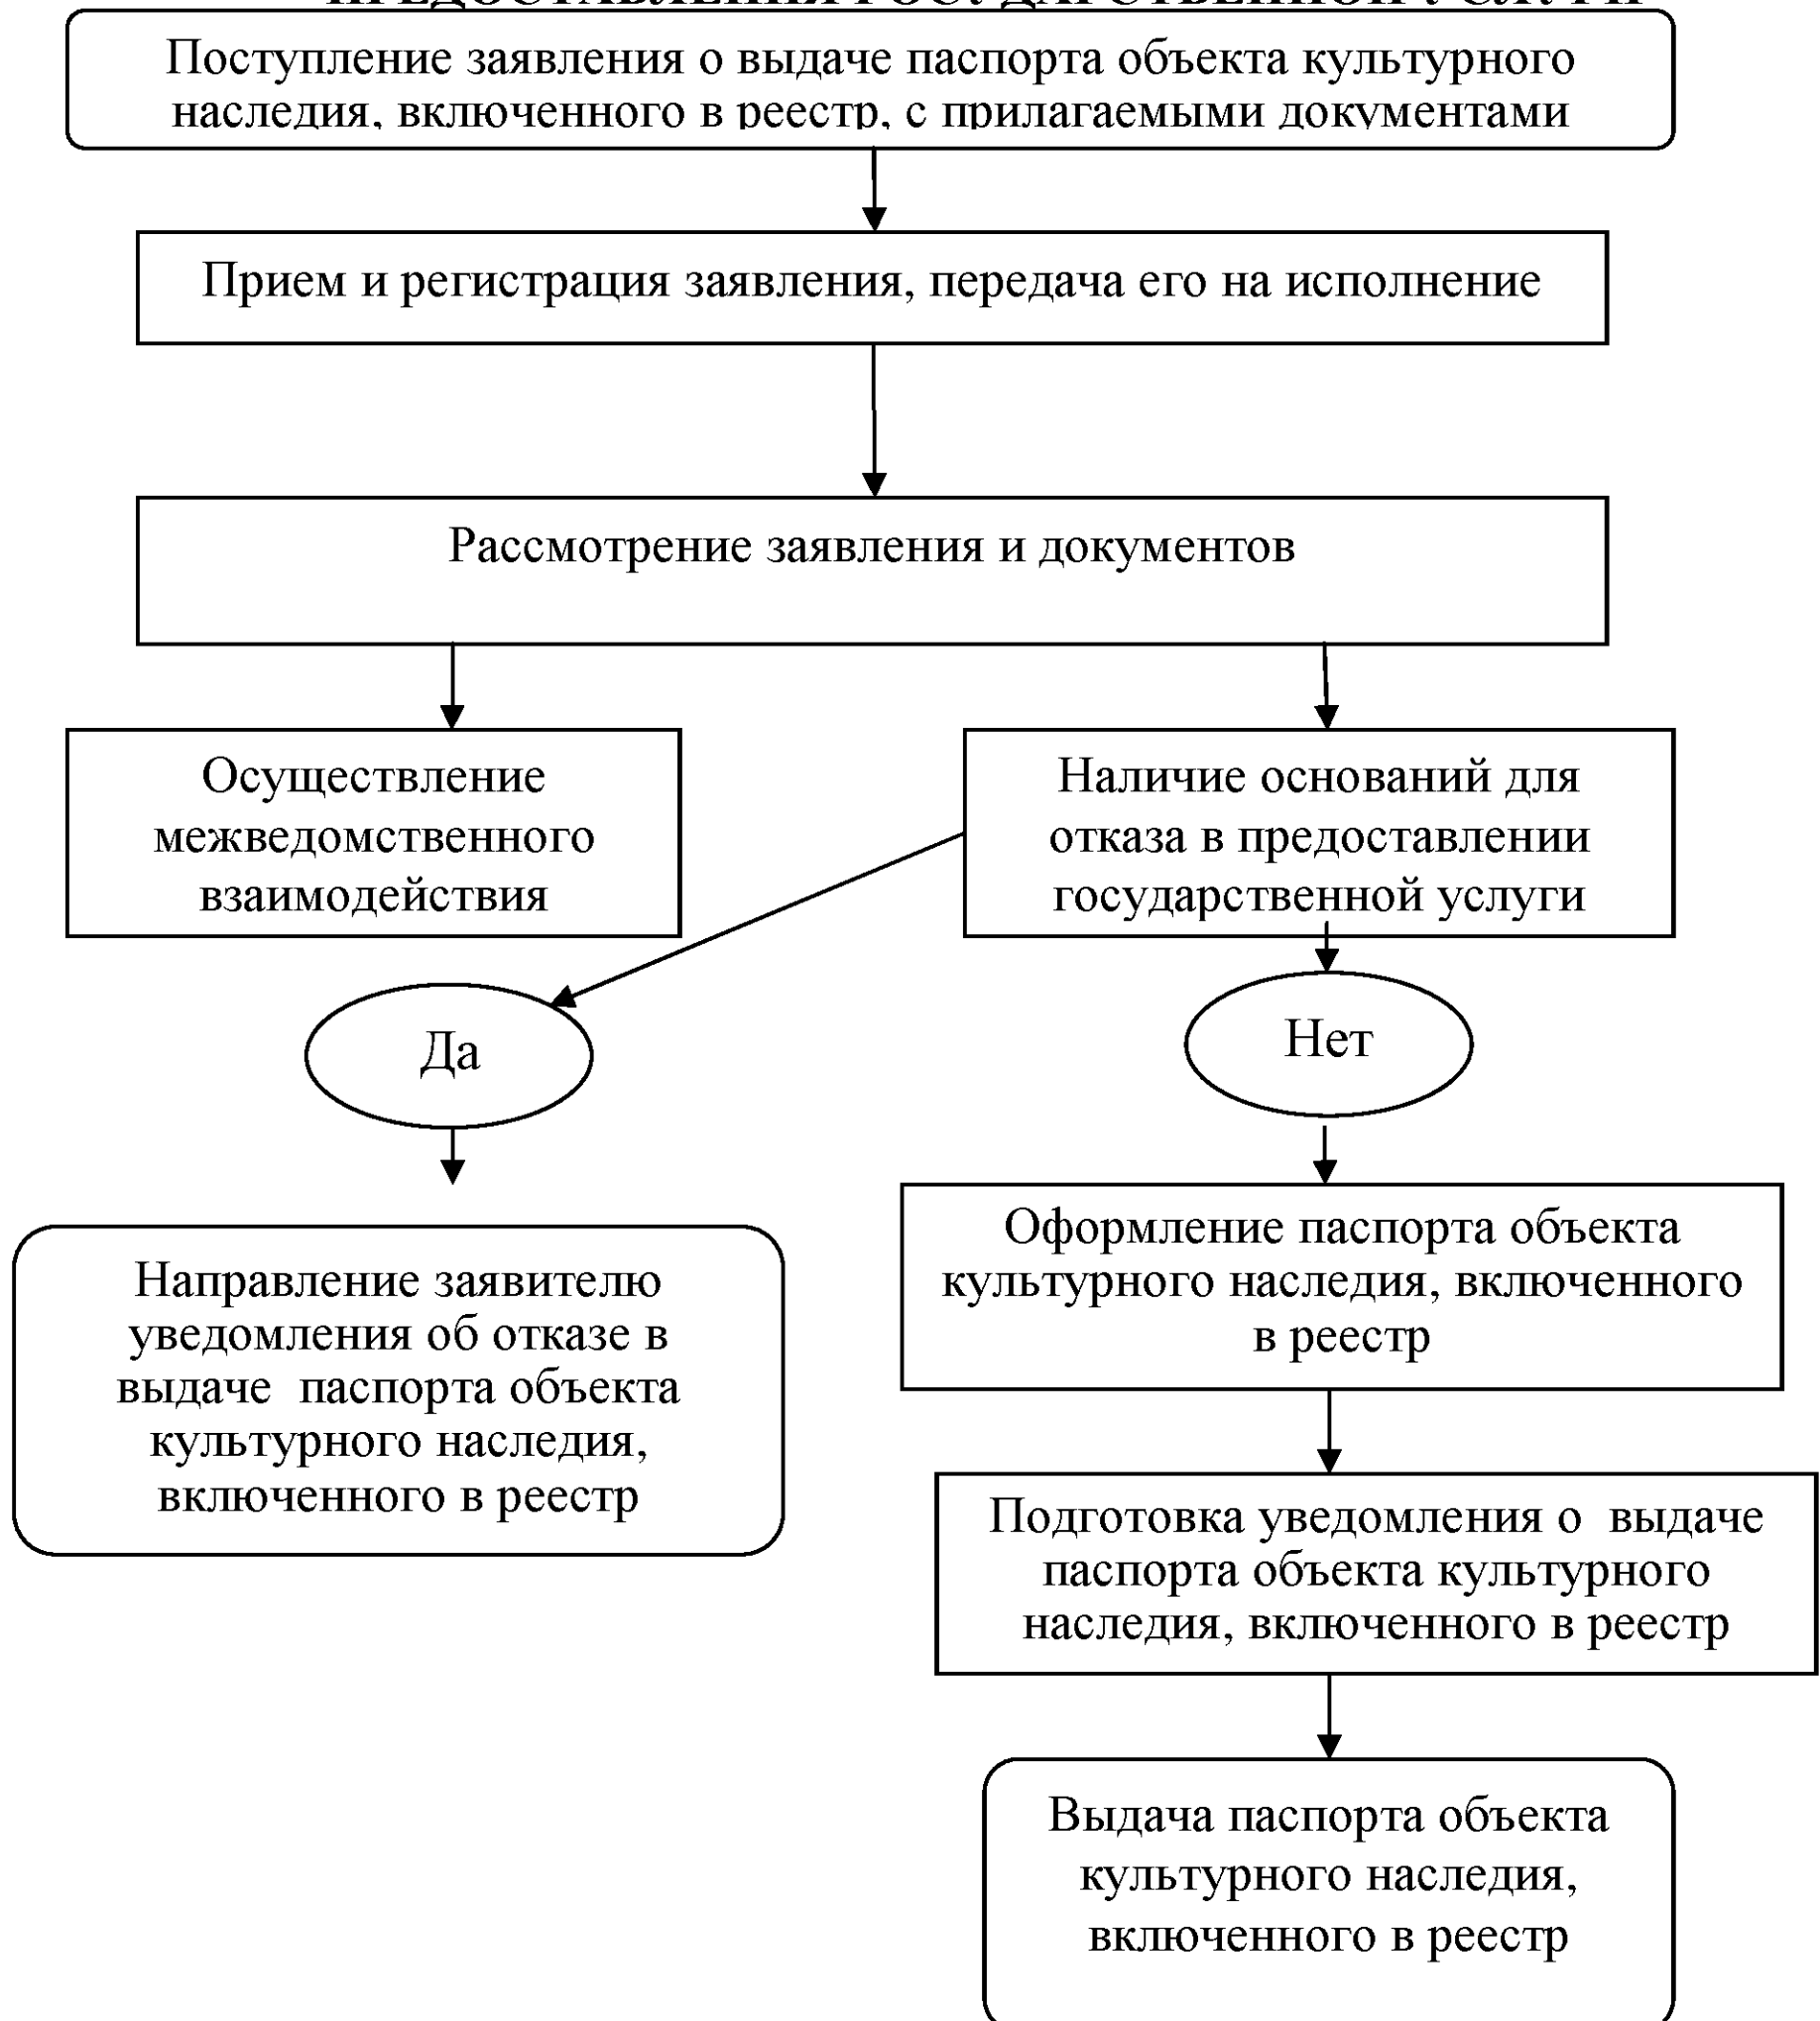 ПРЕДОСТАВЛЕНИЯ ГОСУДАРСТВЕННОЙ УСЛУГИ
Поступление заявления о выдаче паспорта объекта культурного
наследия, включенного в реестр, с прилагаемыми документами
Прием и регистрация заявления, передача его на исполнение
Рассмотрение заявления и документов
Осуществление
межведомственного
взаимодействия
Наличие оснований для
отказа в предоставлении
государственной услуги
Да
Нет
Направление заявителю
уведомления об отказе в
выдаче паспорта объекта
культурного наследия,
включенного в реестр
Оформление паспорта объекта
культурного наследия, включенного
в реестр
Подготовка уведомления о выдаче
паспорта объекта культурного
наследия, включенного в реестр
Выдача паспорта объекта
культурного наследия,
включенного в реестр